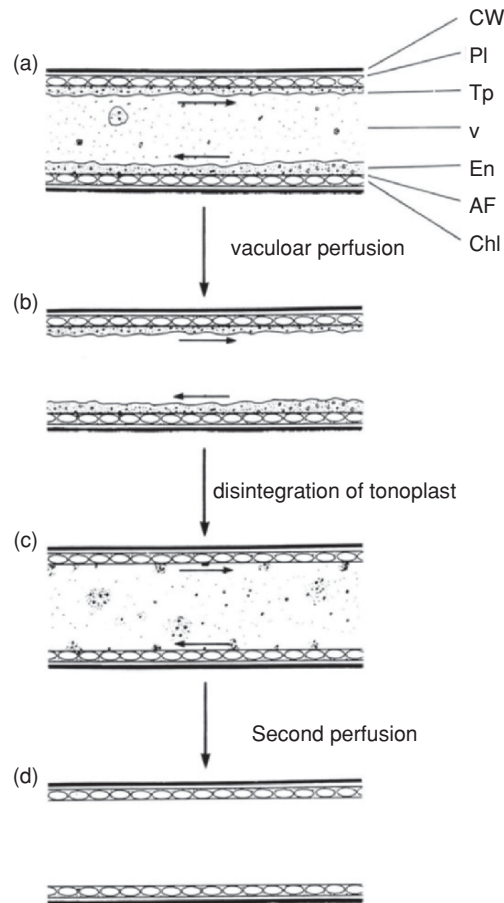 (a)
CW
Pl
Tp
v
En
AF
Chl
vaculoar perfusion
(b)
disintegration of tonoplast
(c)
Second perfusion
(d)